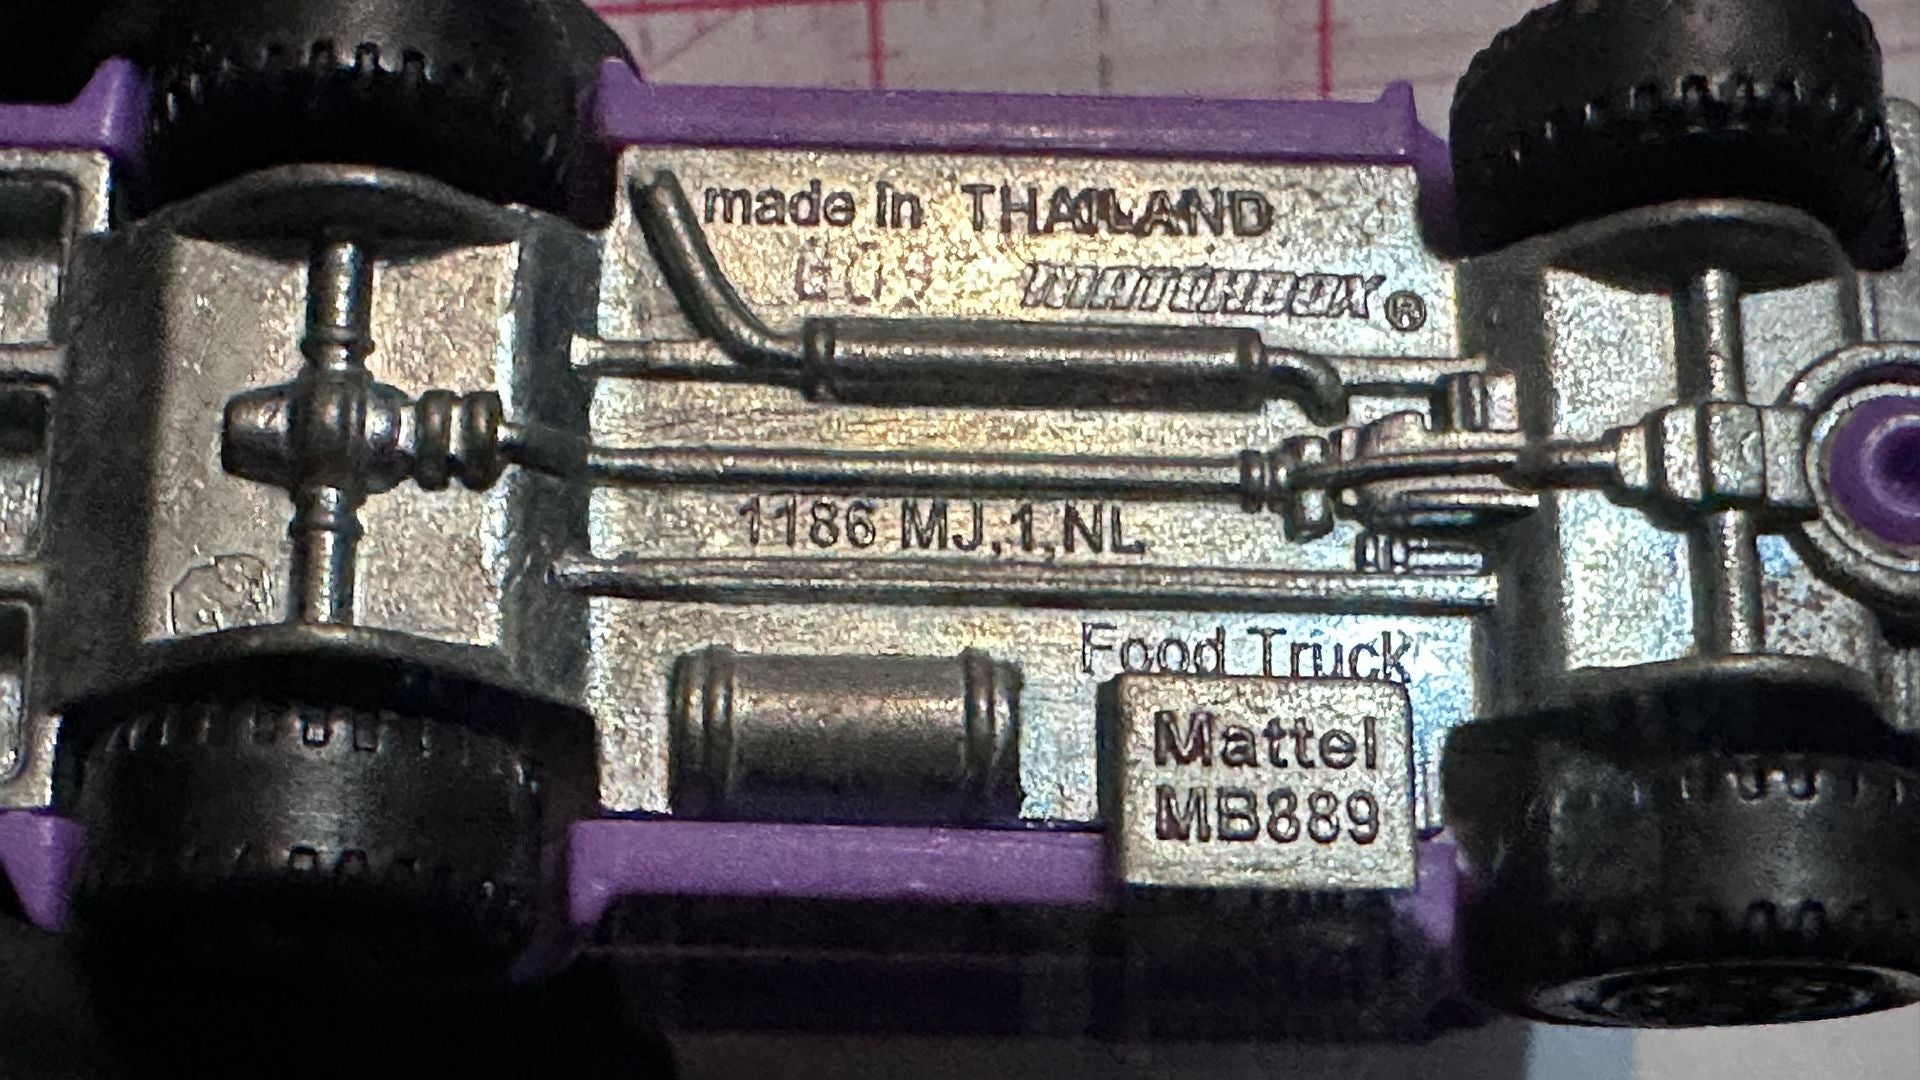 made in THAILAND
MATCHBOX®
1186 MJ,1,NL
Food Truck
Mattel
MB889